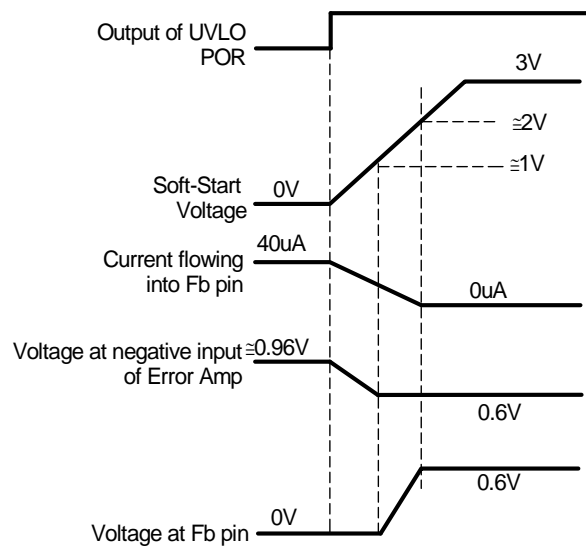 Output of UVLO
POR
3V
≅2V
≅1V
Soft-Start
Voltage
0V
40uA
Current flowing
into Fb pin
0uA
Voltage at negative input
of Error Amp
≅0.96V
0.6V
0.6V
0V
Voltage at Fb pin